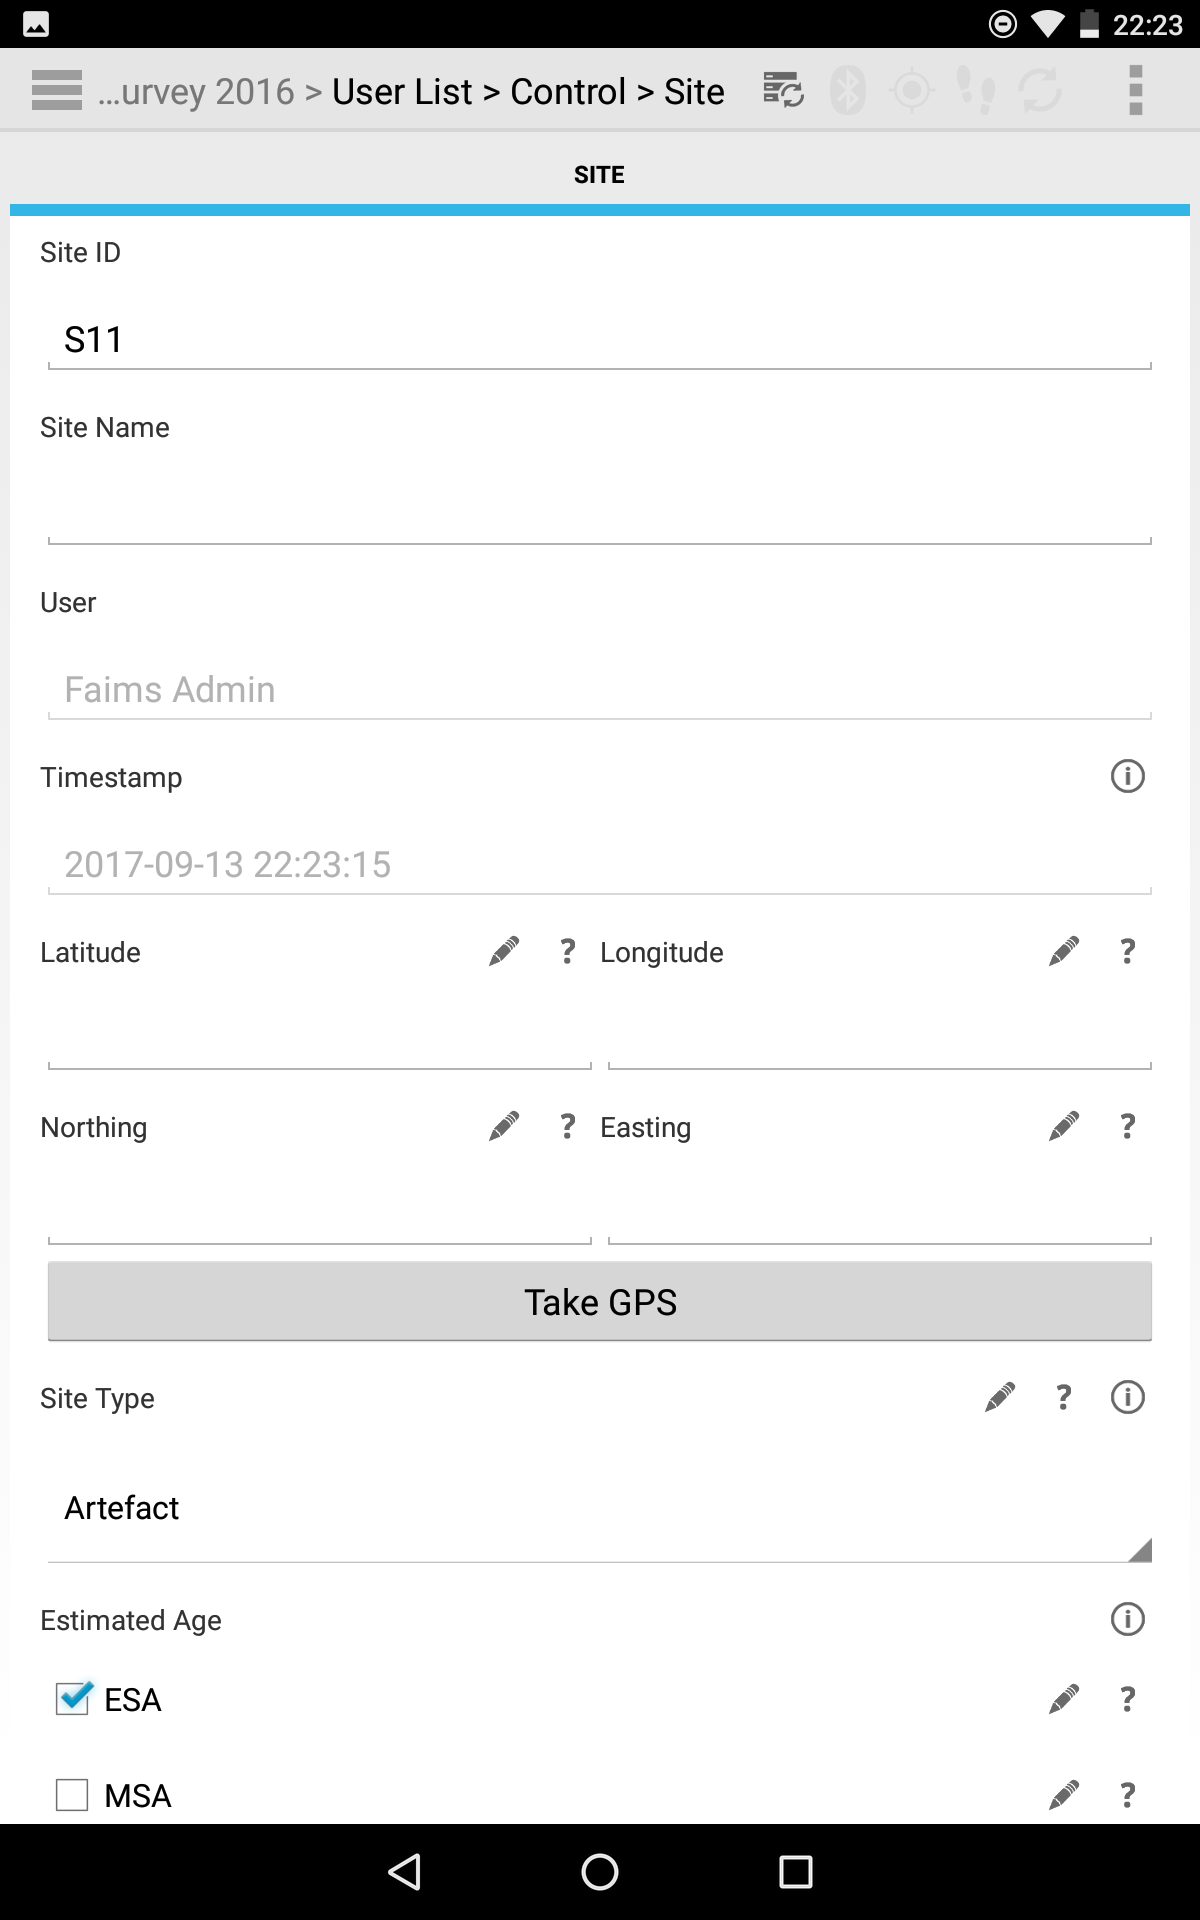 22:23
...urvey 2016 > User List > Control > Site
SITE
Site ID
S11
Site Name
User
Faims Admin
Timestamp
2017-09-13 22:23:15
Latitude ? Longitude ?
Northing ? Easting ?
Take GPS
Site Type ?
Artefact
Estimated Age
ESA ?
MSA ?